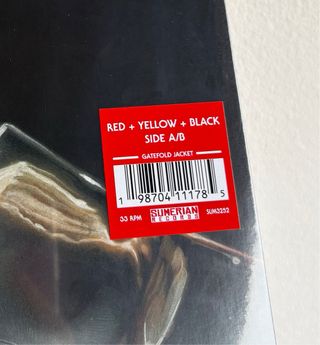 RED + YELLOW + BLACK
SIDE A/B
GATEFOLD JACKET
1 98704 11178 5
33 RPM SUMERIAN RECORDS SUM3252